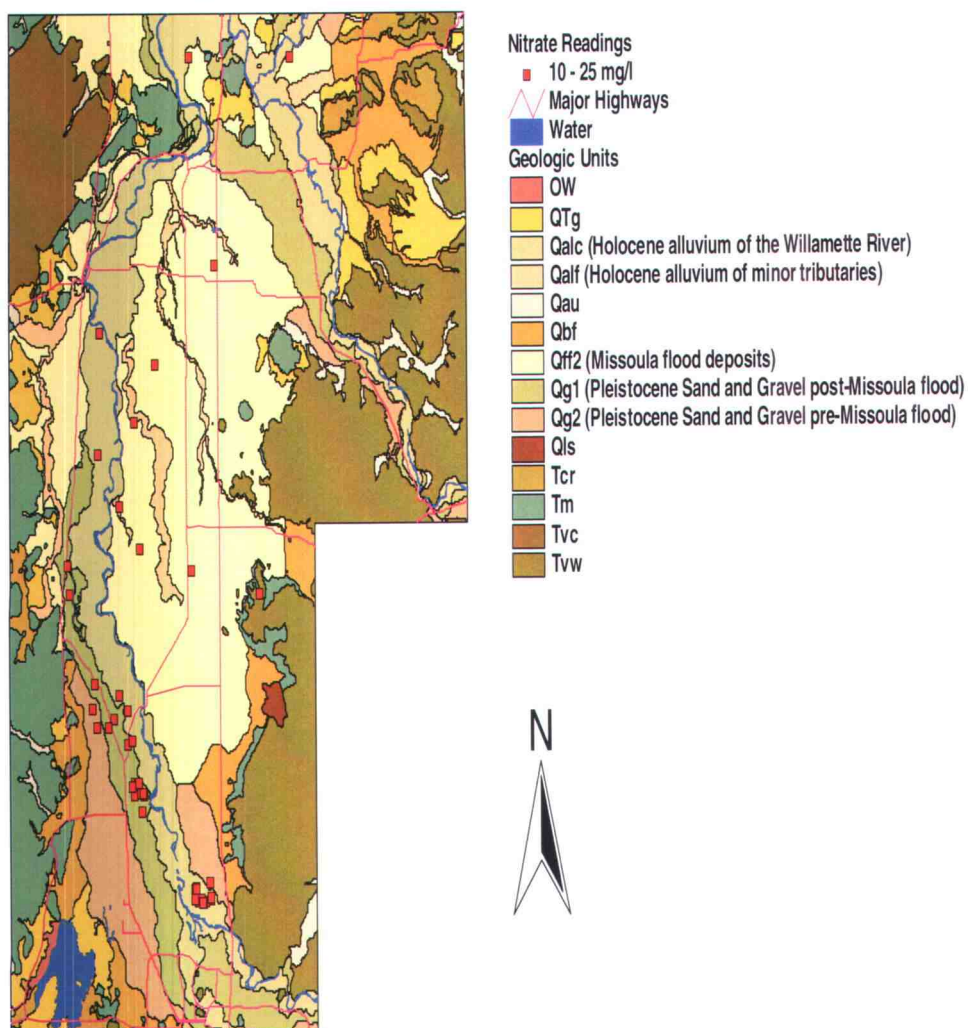 Nitrate Readings
10 - 25 mg/l
Major Highways
Water
Geologic Units
OW
QTg
Qalc (Holocene alluvium of the Willamette River)
Qalf (Holocene alluvium of minor tributaries)
Qau
Qbf
Qff2 (Missoula flood deposits)
Qg1 (Pleistocene Sand and Gravel post-Missoula flood)
Qg2 (Pleistocene Sand and Gravel pre-Missoula flood)
Qls
Tcr
Tm
Tvc
Tvw
N